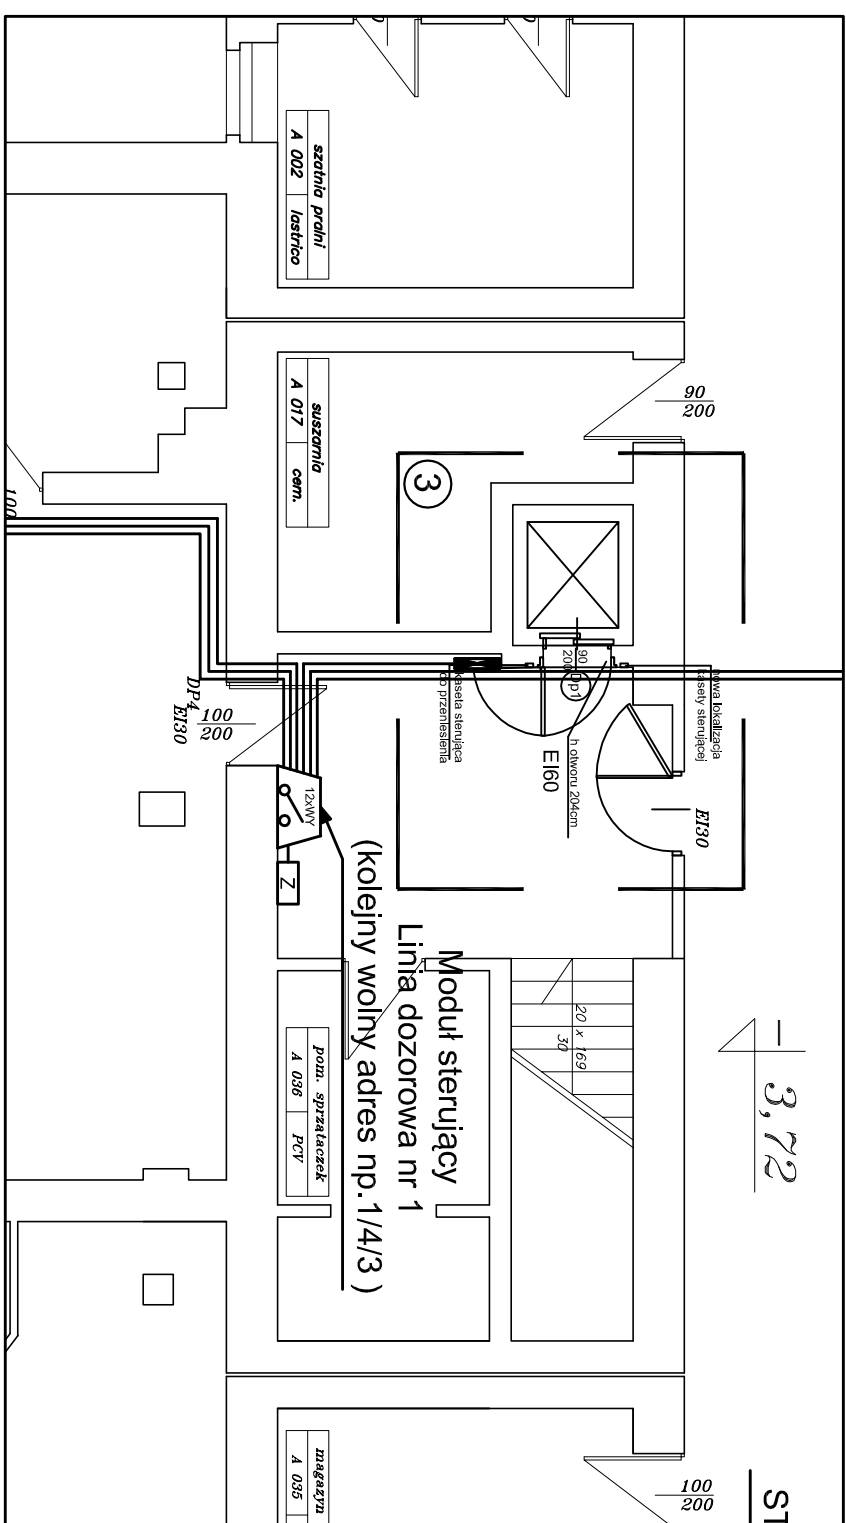 szatnia pralni
A 002 lastrico
suszarnia
A 017 cem.
90
200
3
nowa lokalizacja
kasety sterującej
90
200
Dp1
kaseta sterująca
do przeniesienia
h otworu 204cm
EI60
EI30
100
DP4
EI30
100
200
12xWY
Z
Moduł sterujący
Linia dozorowa nr 1
(kolejny wolny adres np.1/4/3 )
20 x 169
30
- 3,72
pom. sprzątaczek
A 036 PCV
magazyn
A 035
100
200